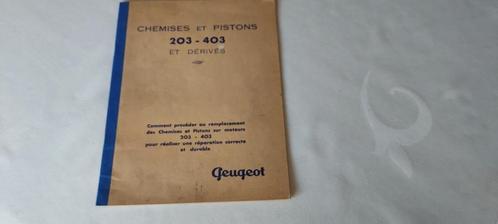 CHEMISES ET PISTONS
203 - 403
ET DÉRIVÉS
Comment procéder au remplacement
des Chemises et Pistons sur moteurs
203 - 403
pour réaliser une réparation correcte
et durable
Peugeot